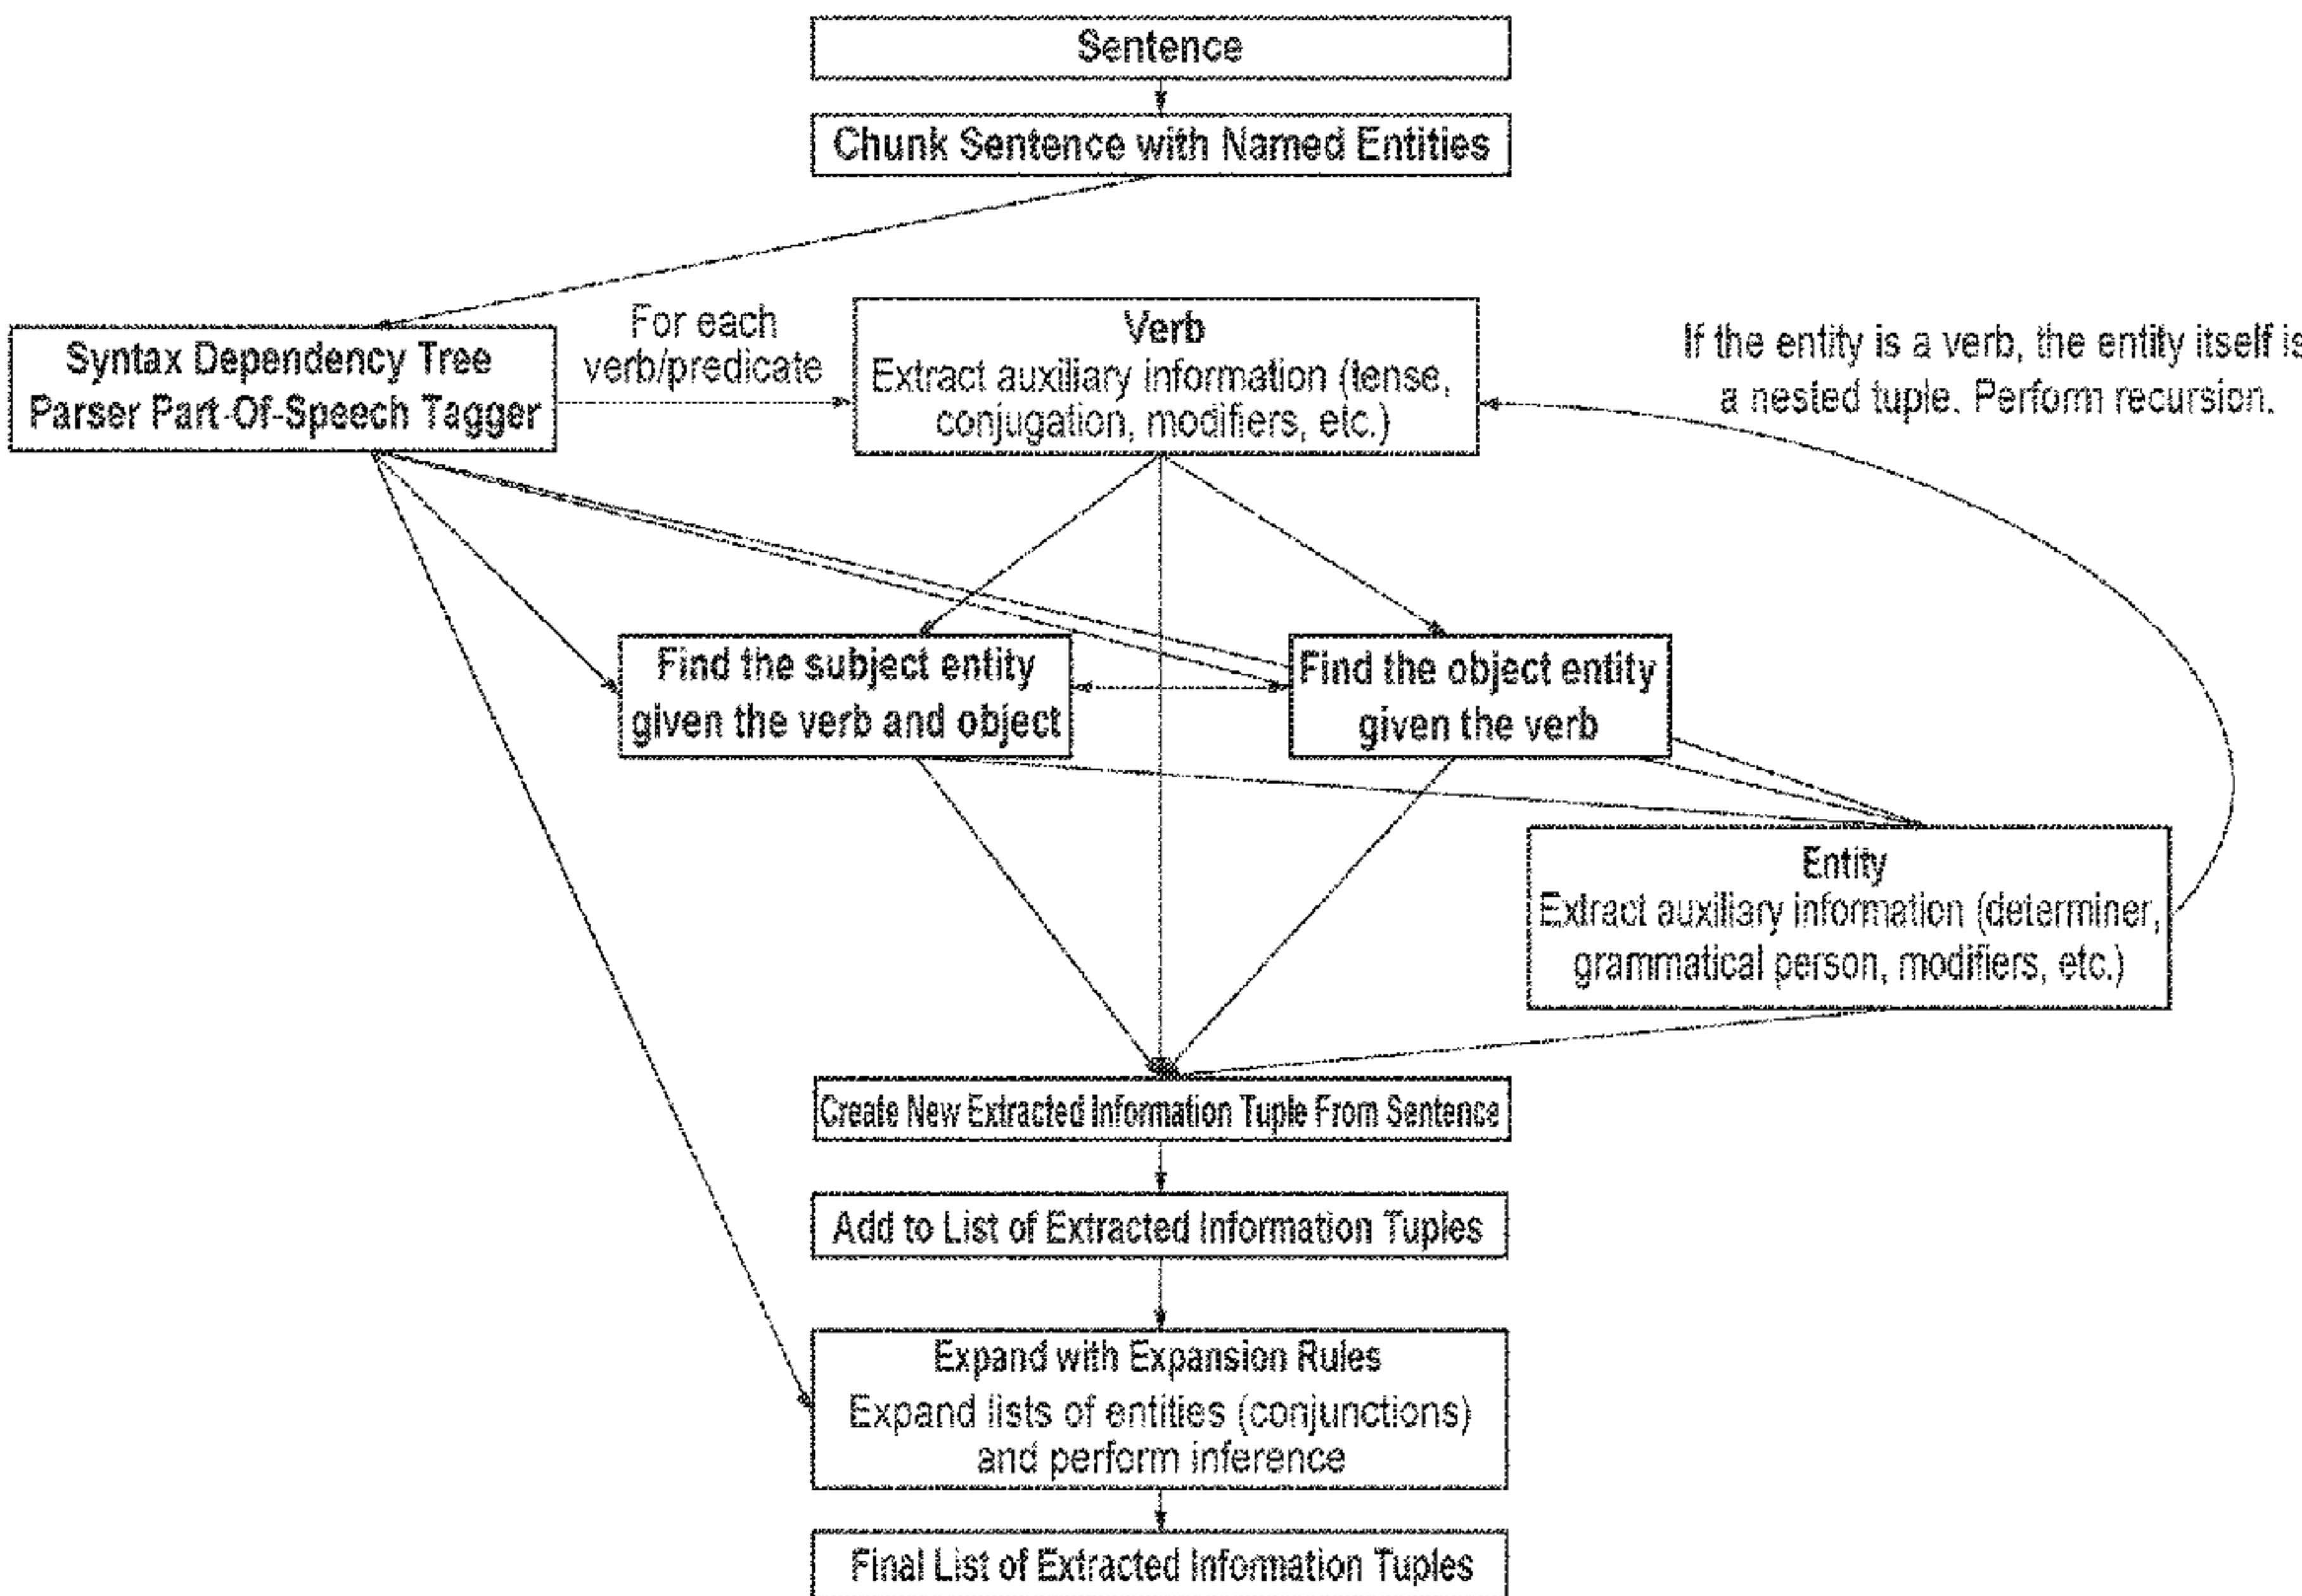 Sentence
Chunk Sentence with Named Entities
Syntax Dependency Tree
Parser Part-Of-Speech Tagger
For each
verb/predicate
Verb
Extract auxiliary information (tense,
conjugation, modifiers, etc.)
If the entity is a verb, the entity itself is
a nested tuple. Perform recursion.
Find the subject entity
given the verb and object
Find the object entity
given the verb
Entity
Extract auxiliary information (determiner,
grammatical person, modifiers, etc.)
Create New Extracted Information Tuple From Sentence
Add to List of Extracted Information Tuples
Expand with Expansion Rules
Expand lists of entities (conjunctions)
and perform inference
Final List of Extracted Information Tuples